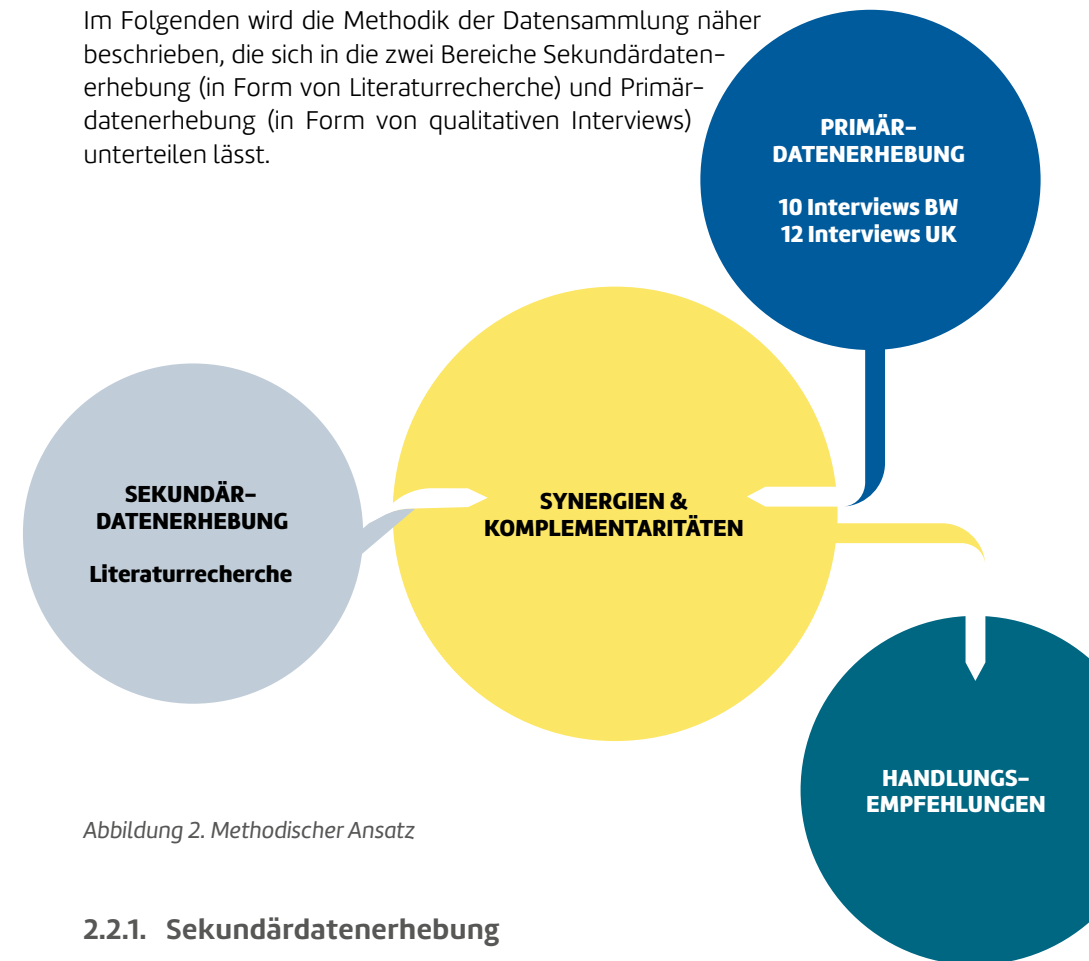 Im Folgenden wird die Methodik der Datensammlung näher
beschrieben, die sich in die zwei Bereiche Sekundärdaten-
erhebung (in Form von Literaturrecherche) und Primär-
datenerhebung (in Form von qualitativen Interviews)
unterteilen lässt.
PRIMÄR-
DATENERHEBUNG
10 Interviews BW
12 Interviews UK
SEKUNDÄR-
DATENERHEBUNG
Literaturrecherche
SYNERGIEN &
KOMPLEMENTARITÄTEN
HANDLUNGS-
EMPFEHLUNGEN
Abbildung 2. Methodischer Ansatz
2.2.1. Sekundärdatenerhebung